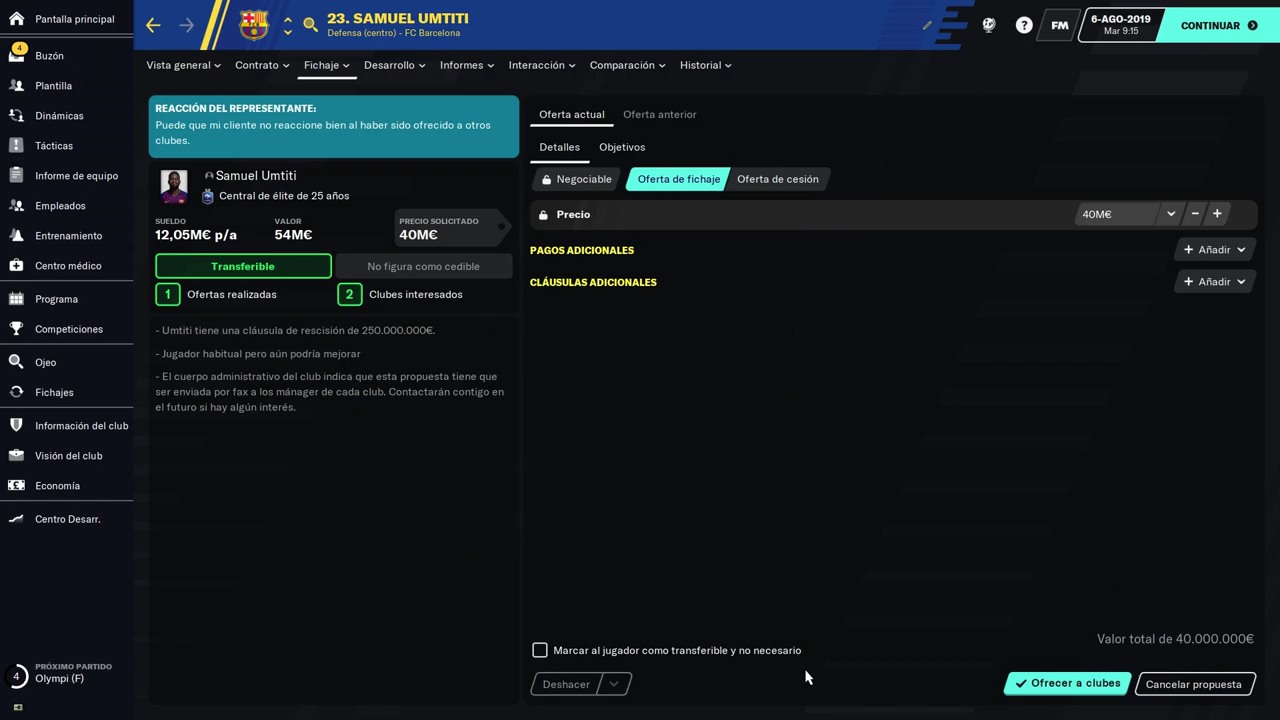 Pantalla principal
4
Buzón
Plantilla
Dinámicas
Tácticas
Informe de equipo
Empleados
Entrenamiento
Centro médico
Programa
Competiciones
Ojeo
Fichajes
Información del club
Visión del club
Economía
Centro Desarr.
4
PRÓXIMO PARTIDO
Olympi (F)
23. SAMUEL UMTITI
Defensa (centro) - FC Barcelona
?
FM
6-AGO-2019
Mar 9:15
CONTINUAR
Vista general
Contrato
Fichaje
Desarrollo
Informes
Interacción
Comparación
Historial
REACCIÓN DEL REPRESENTANTE:
Puede que mi cliente no reaccione bien al haber sido ofrecido a otros
clubes.
Samuel Umtiti
Central de élite de 25 años
SUELDO
12,05M€ p/a
VALOR
54M€
PRECIO SOLICITADO
40M€
Transferible
No figura como cedible
1 Ofertas realizadas
2 Clubes interesados
- Umtiti tiene una cláusula de rescisión de 250.000.000€.
- Jugador habitual pero aún podría mejorar
- El cuerpo administrativo del club indica que esta propuesta tiene que
ser enviada por fax a los mánager de cada club. Contactarán contigo en
el futuro si hay algún interés.
Oferta actual
Oferta anterior
Detalles
Objetivos
Negociable
Oferta de fichaje
Oferta de cesión
Precio
40M€
- +
PAGOS ADICIONALES
+ Añadir
CLÁUSULAS ADICIONALES
+ Añadir
Valor total de 40.000.000€
Marcar al jugador como transferible y no necesario
Deshacer
Ofrecer a clubes
Cancelar propuesta